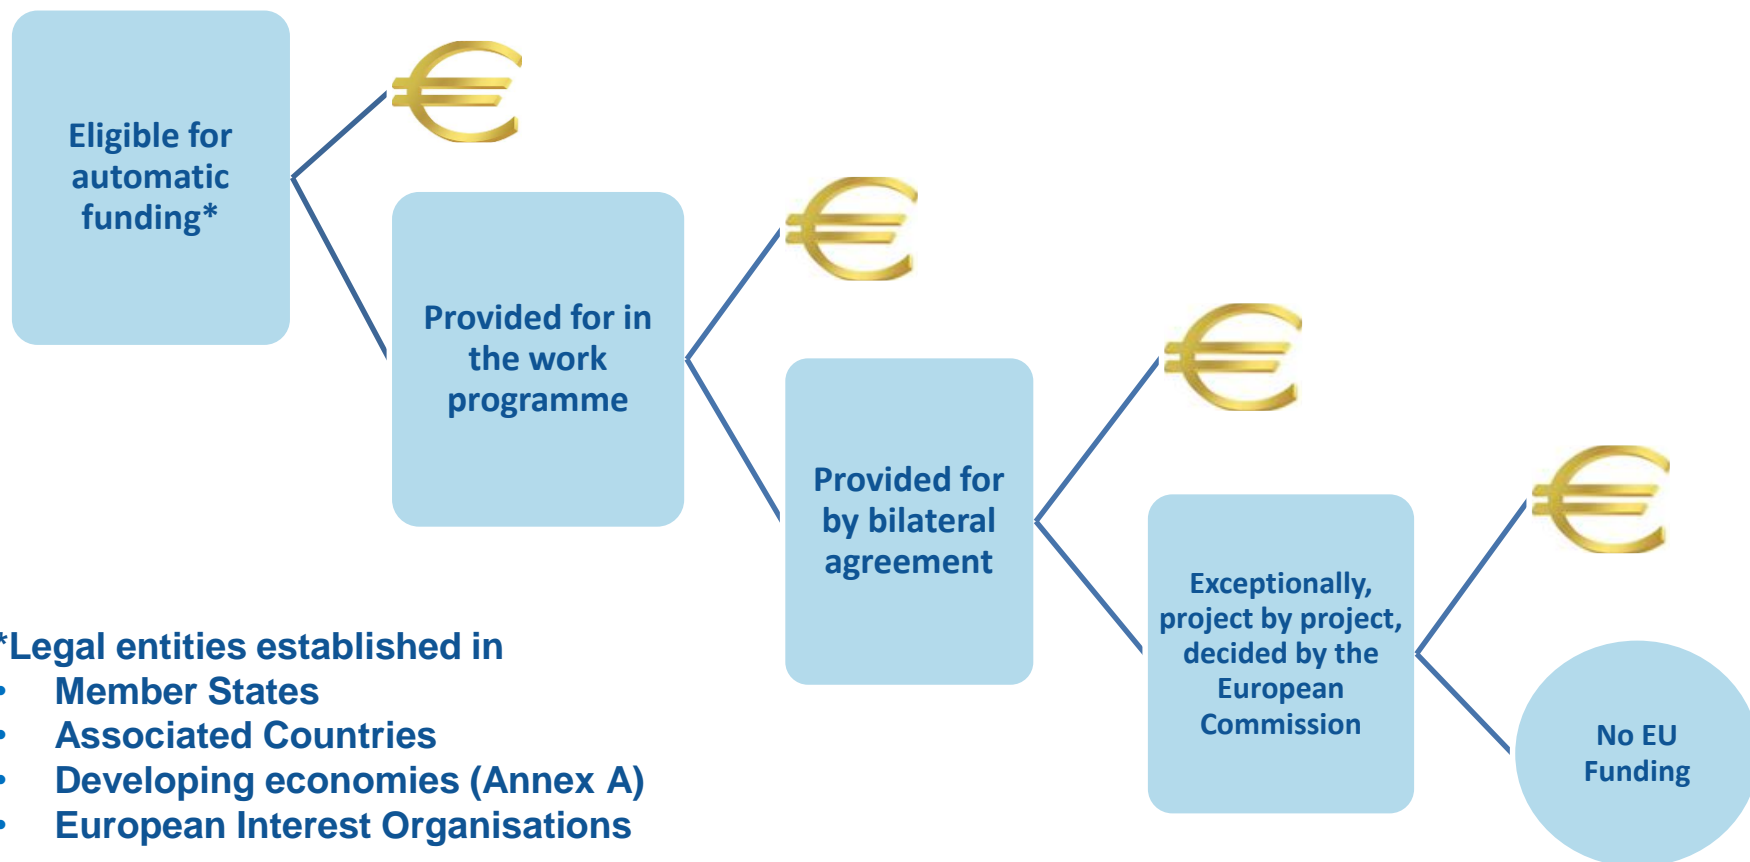 Eligible for
automatic
funding*
Provided for in
the work
programme
Provided for
by bilateral
agreement
Exceptionally,
project by project,
decided by the
European
Commission
No EU
Funding
*Legal entities established in
• Member States
• Associated Countries
• Developing economies (Annex A)
• European Interest Organisations